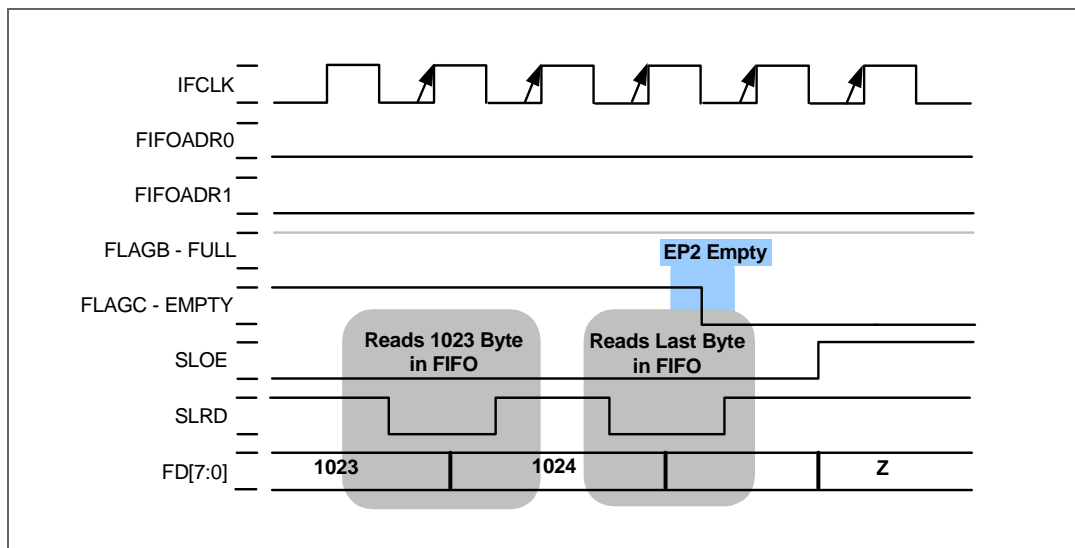 IFCLK
FIFOADR0
FIFOADR1
FLAGB - FULL
EP2 Empty
FLAGC - EMPTY
Reads 1023 Byte
in FIFO
Reads Last Byte
in FIFO
SLOE
SLRD
FD[7:0]
1023
1024
Z